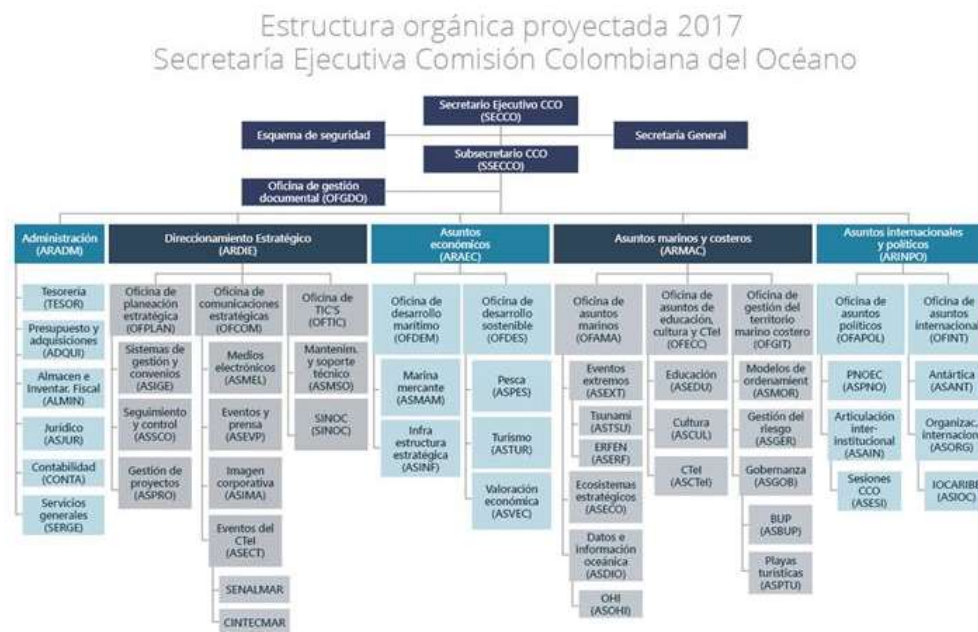 Estructura orgánica proyectada 2017
Secretaría Ejecutiva Comisión Colombiana del Océano
Secretario Ejecutivo CCO
(SECCO)
Esquema de seguridad
Secretaría General
Subsecretario CCO
(SSECCO)
Oficina de gestión
documental (OFGDO)
Administración
(ARADM)
Tesorería
(TESOR)
Presupuesto y
adquisiciones
(ADQUI)
Almacen e
Inventar. Fiscal
(ALMIN)
Jurídico
(ASJUR)
Contabilidad
(CONTA)
Servicios
generales
(SERGE)
Direccionamiento Estratégico
(ARDIE)
Oficina de
planeación
estratégica
(OFPLAN)
Sistemas de
gestión y
convenios
(ASIGE)
Seguimiento
y control
(ASSCO)
Gestión de
proyectos
(ASPRO)
Oficina de
comunicaciones
estratégicas
(OFCOM)
Medios
electrónicos
(ASMEL)
Eventos y
prensa
(ASEVP)
Imagen
corporativa
(ASIMA)
Eventos del
CTeI
(ASECT)
SENALMAR
CINTECMAR
Oficina de
TIC'S
(OFTIC)
Mantenim.
y soporte
técnico
(ASMSO)
SINOC
(SINOC)
Asuntos
económicos
(ARAEC)
Oficina de
desarrollo
marítimo
(OFDEM)
Marina
mercante
(ASMAM)
Infra
estructura
estratégica
(ASINF)
Oficina de
desarrollo
sostenible
(OFDES)
Pesca
(ASPES)
Turismo
(ASTUR)
Valoración
económica
(ASVEC)
Asuntos marinos y costeros
(ARMAC)
Oficina de
asuntos
marinos
(OFAMA)
Eventos
extremos
(ASEXT)
Tsunami
(ASTSU)
ERFEN
(ASERF)
Ecosistemas
estratégicos
(ASECO)
Datos e
información
oceánica
(ASDIO)
OHI
(ASOHI)
Oficina de
asuntos de
educación,
cultura y CTeI
(OFECC)
Educación
(ASEDU)
Cultura
(ASCUL)
CTeI
(ASCTeI)
Oficina de
gestión del
territorio
marino costero
(OFGIT)
Modelos de
ordenamient
(ASMOR)
Gestión del
riesgo
(ASGER)
Gobernanza
(ASGOB)
BUP
(ASBUP)
Playas
turísticas
(ASPTU)
Asuntos internacionales
y políticos
(ARINPO)
Oficina de
asuntos
políticos
(OFAPOL)
PNOEC
(ASPNO)
Articulación
inter-
institucional
(ASAIN)
Sesiones
CCO
(ASESI)
Oficina de
asuntos
internacional
(OFINT)
Antártica
(ASANT)
Organizac.
internacion
(ASORG)
IOCARIBE
(ASIOC)